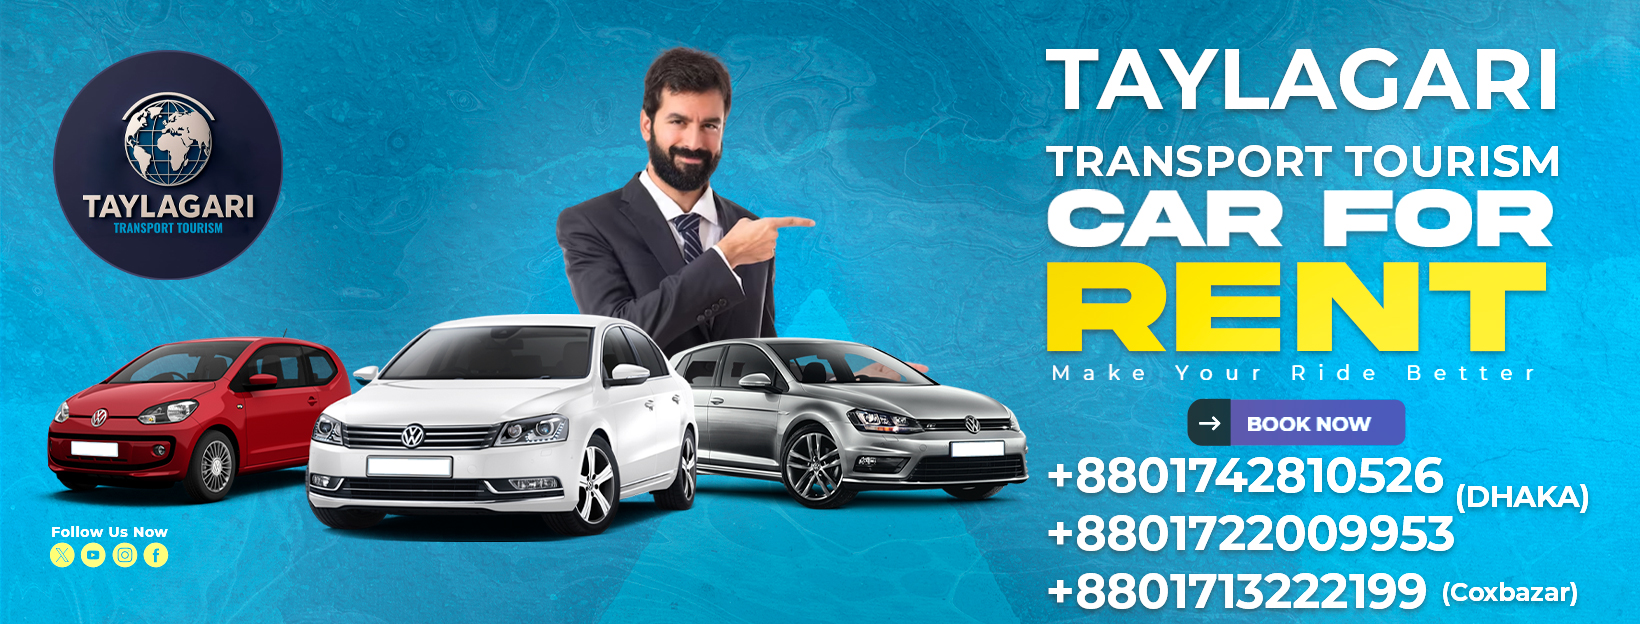 TAYLAGARI
TRANSPORT TOURISM
TAYLAGARI
TRANSPORT TOURISM
CAR FOR
RENT
Make Your Ride Better
BOOK NOW
+8801742810526 (DHAKA)
+8801722009953
+8801713222199 (Coxbazar)
Follow Us Now